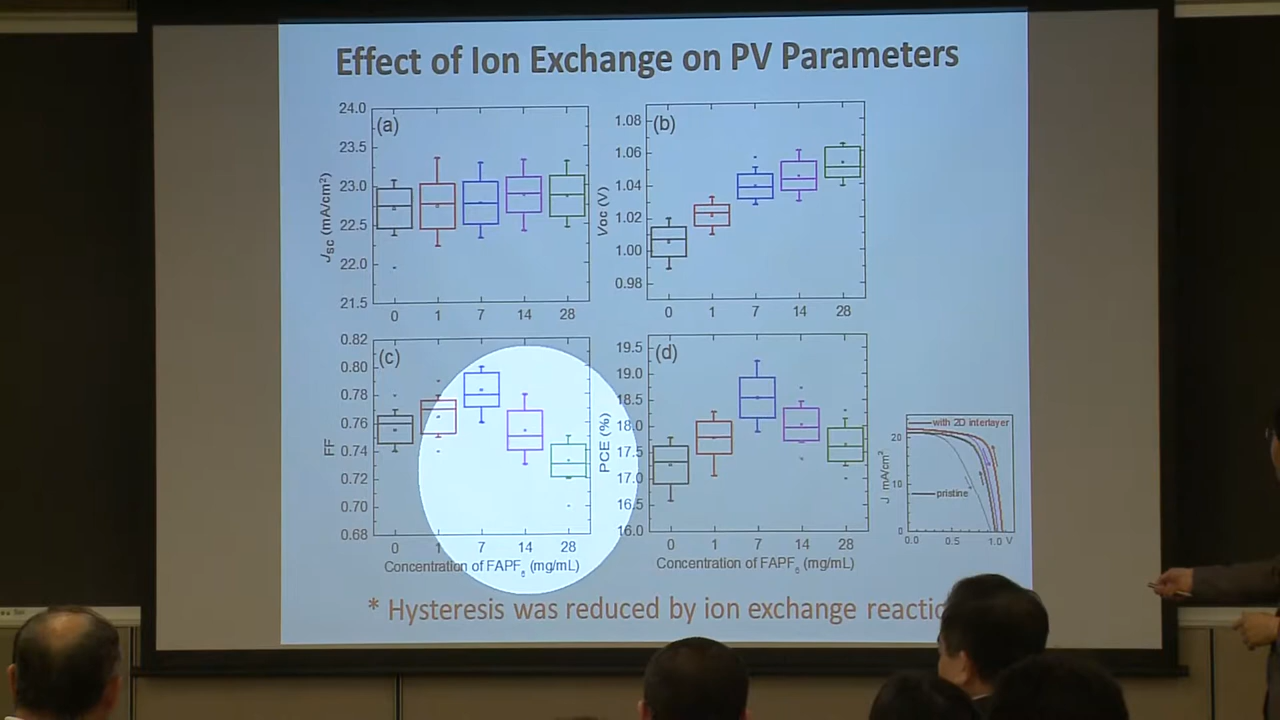 Effect of Ion Exchange on PV Parameters
24.0
23.5
23.0
22.5
22.0
21.5
(a)
Jsc (mA/cm²)
0 1 7 14 28
1.08
1.06
1.04
1.02
1.00
0.98
(b)
Voc (V)
0 1 7 14 28
0.82
0.80
0.78
0.76
0.74
0.72
0.70
0.68
(c)
FF
0 1 7 14 28
Concentration of FAPF6 (mg/mL)
19.5
19.0
18.5
18.0
17.5
17.0
16.5
16.0
(d)
PCE (%)
0 1 7 14 28
Concentration of FAPF6 (mg/mL)
with 2D interlayer
pristine
20
10
0
J mA/cm²
0.0 0.5 1.0 V
* Hysteresis was reduced by ion exchange reactio